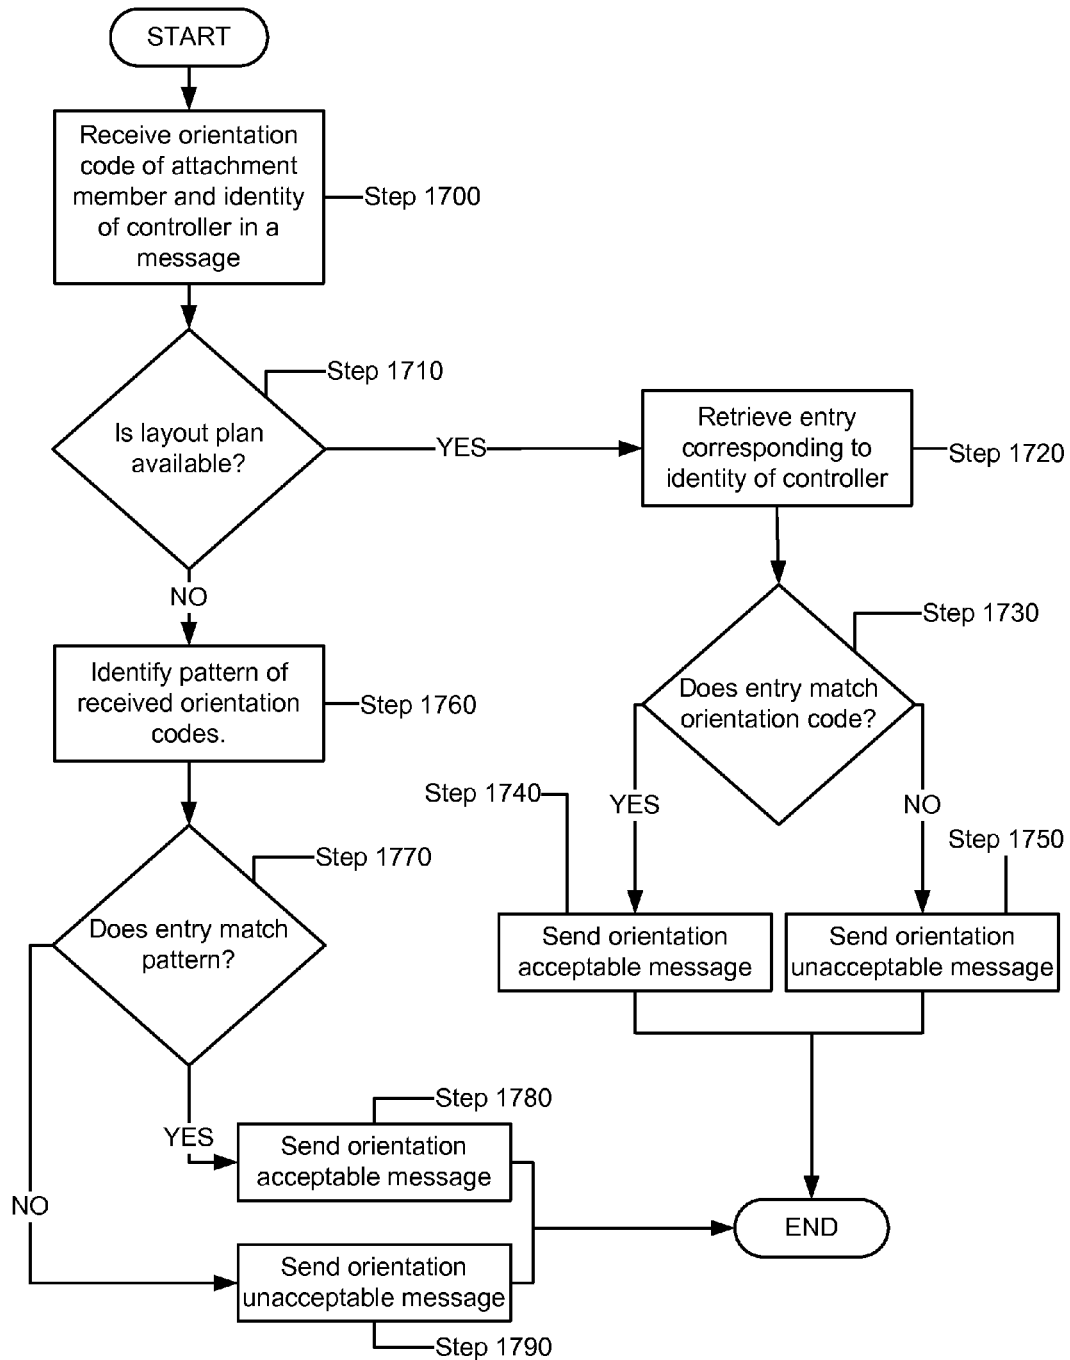 START
Receive orientation
code of attachment
member and identity
of controller in a
message
Step 1700
Step 1710
Is layout plan
available?
YES
Retrieve entry
corresponding to
identity of controller
Step 1720
NO
Step 1730
Does entry match
orientation code?
Identify pattern of
received orientation
codes.
Step 1760
Step 1740
YES
NO
Step 1750
Step 1770
Does entry match
pattern?
Send orientation
acceptable message
Send orientation
unacceptable message
Step 1780
YES
Send orientation
acceptable message
NO
END
Send orientation
unacceptable message
Step 1790